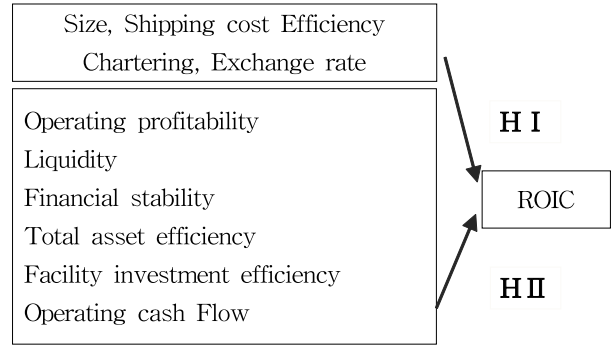 Size, Shipping cost Efficiency
Chartering, Exchange rate
Operating profitability
Liquidity
Financial stability
Total asset efficiency
Facility investment efficiency
Operating cash Flow
H I
ROIC
H II